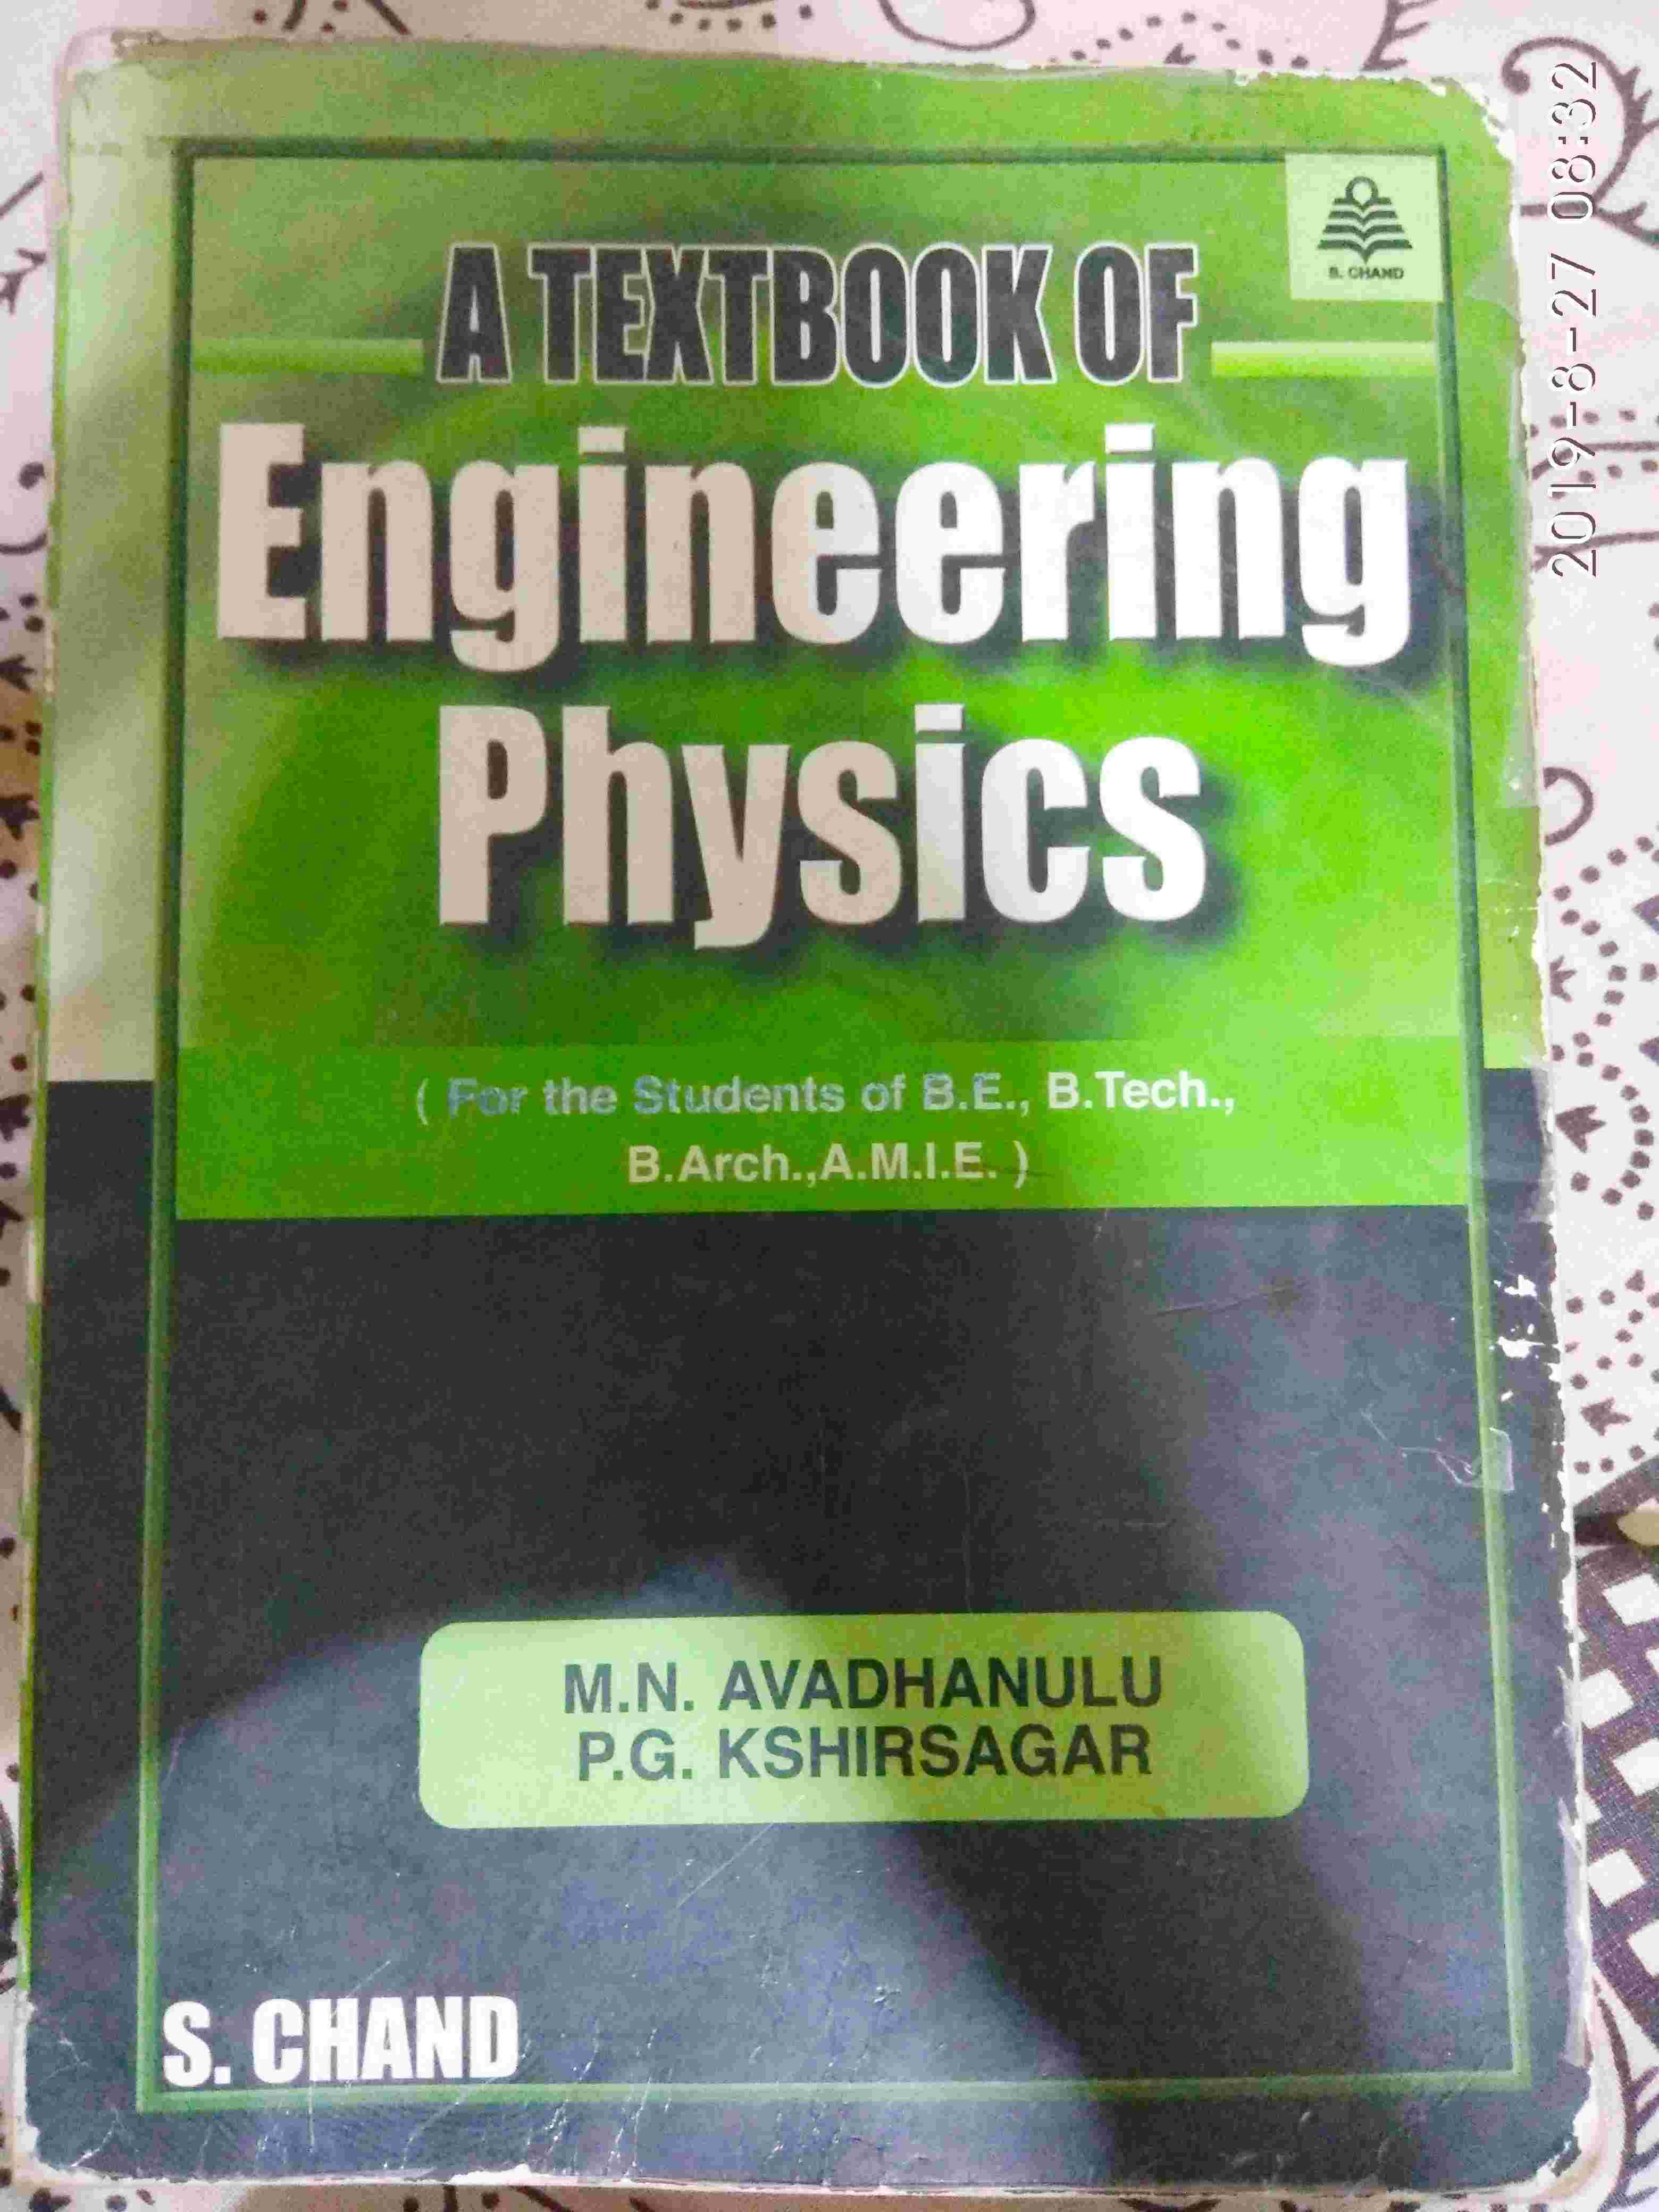 S. CHAND
A TEXTBOOK OF
Engineering
Physics
( For the Students of B.E., B.Tech.,
B.Arch.,A.M.I.E. )
M.N. AVADHANULU
P.G. KSHIRSAGAR
S. CHAND
2019-8-27 08:32